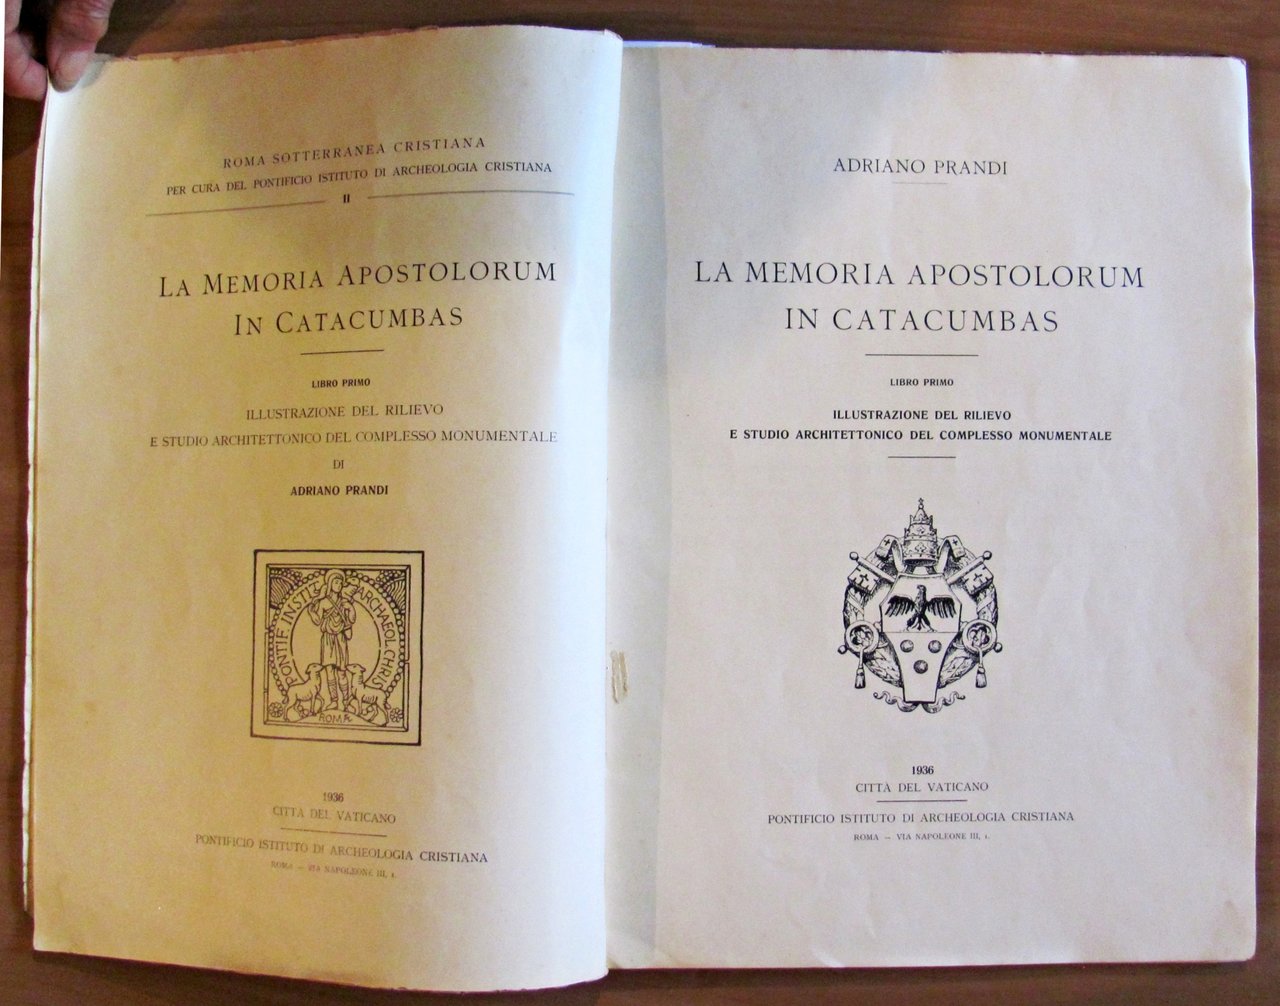 ROMA SOTTERRANEA CRISTIANA
PER CURA DEL PONTIFICIO ISTITUTO DI ARCHEOLOGIA CRISTIANA
II
LA MEMORIA APOSTOLORUM
IN CATACUMBAS
LIBRO PRIMO
ILLUSTRAZIONE DEL RILIEVO
E STUDIO ARCHITETTONICO DEL COMPLESSO MONUMENTALE
DI
ADRIANO PRANDI
PONTIF INSTIT ARCHAEOL CHRIS
ROMAE
1936
CITTÀ DEL VATICANO
PONTIFICIO ISTITUTO DI ARCHEOLOGIA CRISTIANA
ROMA – VIA NAPOLEONE III, 1.
ADRIANO PRANDI
LA MEMORIA APOSTOLORUM
IN CATACUMBAS
LIBRO PRIMO
ILLUSTRAZIONE DEL RILIEVO
E STUDIO ARCHITETTONICO DEL COMPLESSO MONUMENTALE
1936
CITTÀ DEL VATICANO
PONTIFICIO ISTITUTO DI ARCHEOLOGIA CRISTIANA
ROMA – VIA NAPOLEONE III, 1.